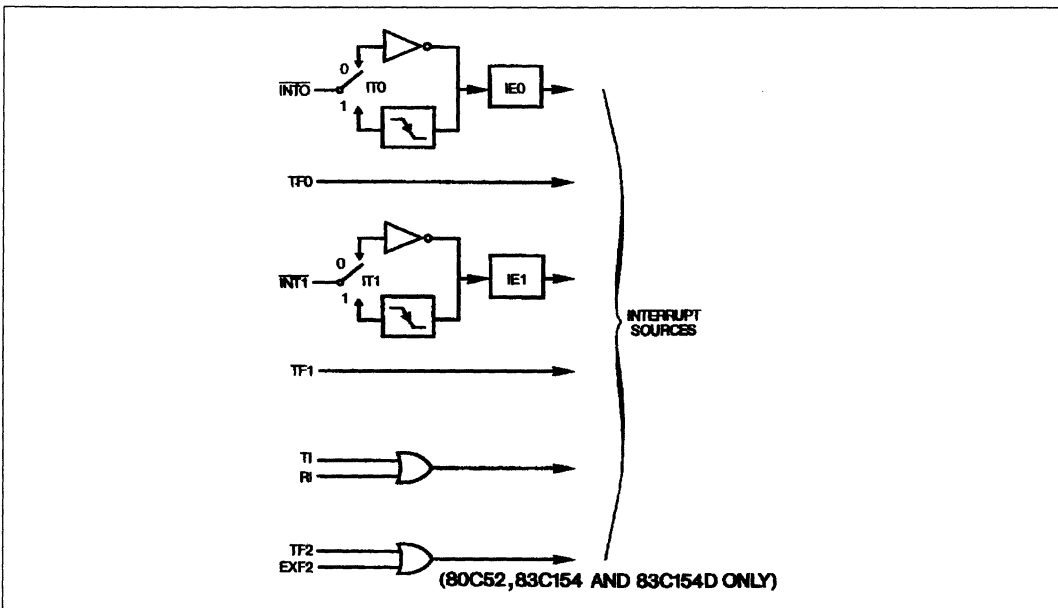 0
INT0 IT0 IE0
1
TF0
0
INT1 IT1 IE1
1
INTERRUPT
SOURCES
TF1
TI
RI
TF2
EXF2
(80C52,83C154 AND 83C154D ONLY)